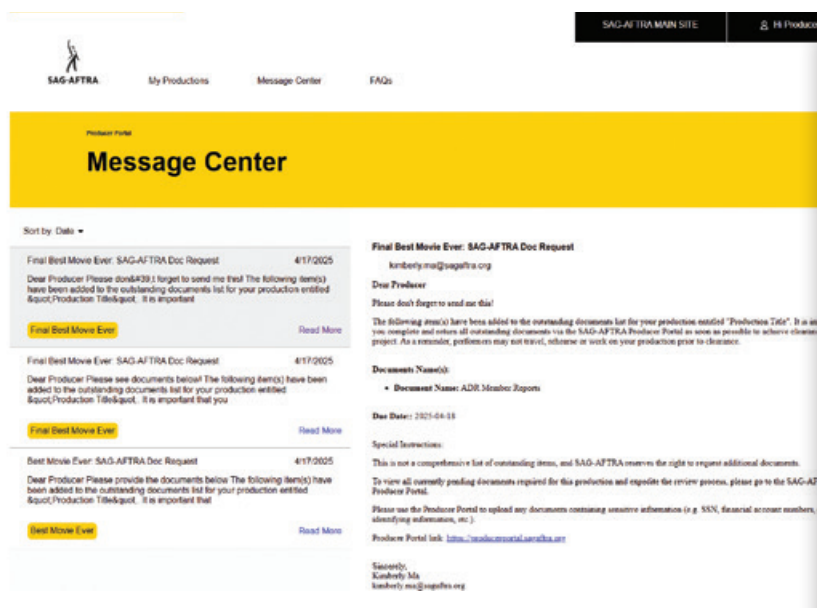 SAG-AFTRA MAIN SITE
Hi Produce
SAG-AFTRA
My Productions
Message Center
FAQs
Producer Portal
Message Center
Sort by: Date
Final Best Movie Ever: SAG-AFTRA Doc Request 4/17/2025
Dear Producer Please don&#39;t forget to send me this! The following item(s)
have been added to the outstanding documents list for your production entitled
&quot;Production Title&quot;. It is important
Final Best Movie Ever
Read More
Final Best Movie Ever: SAG-AFTRA Doc Request 4/17/2025
Dear Producer Please see documents below! The following item(s) have been
added to the outstanding documents list for your production entitled
&quot;Production Title&quot;. It is important that you
Final Best Movie Ever
Read More
Best Movie Ever: SAG-AFTRA Doc Request 4/17/2025
Dear Producer Please provide the documents below The following item(s) have
been added to the outstanding documents list for your production entitled
&quot;Production Title&quot;. It is important that
Best Movie Ever
Read More
Final Best Movie Ever: SAG-AFTRA Doc Request
kimberly.ma@sagaftra.org
Dear Producer
Please don't forget to send me this!
The following item(s) have been added to the outstanding documents list for your production entitled "Production Title". It is im
you complete and return all outstanding documents via the SAG-AFTRA Producer Portal as soon as possible to achieve clearanc
project. As a reminder, performers may not travel, rehearse or work on your production prior to clearance.
Documents Name(s):
• Document Name: ADR Member Reports
Due Date:: 2025-04-18
Special Instructions:
This is not a comprehensive list of outstanding items, and SAG-AFTRA reserves the right to request additional documents.
To view all currently pending documents required for this production and expedite the review process, please go to the SAG-AF
Producer Portal.
Please use the Producer Portal to upload any documents containing sensitive information (e.g. SSN, financial account numbers,
identifying information, etc.).
Producer Portal link: https://producerportal.sagaftra.org
Sincerely,
Kimberly Ma
kimberly.ma@sagaftra.org